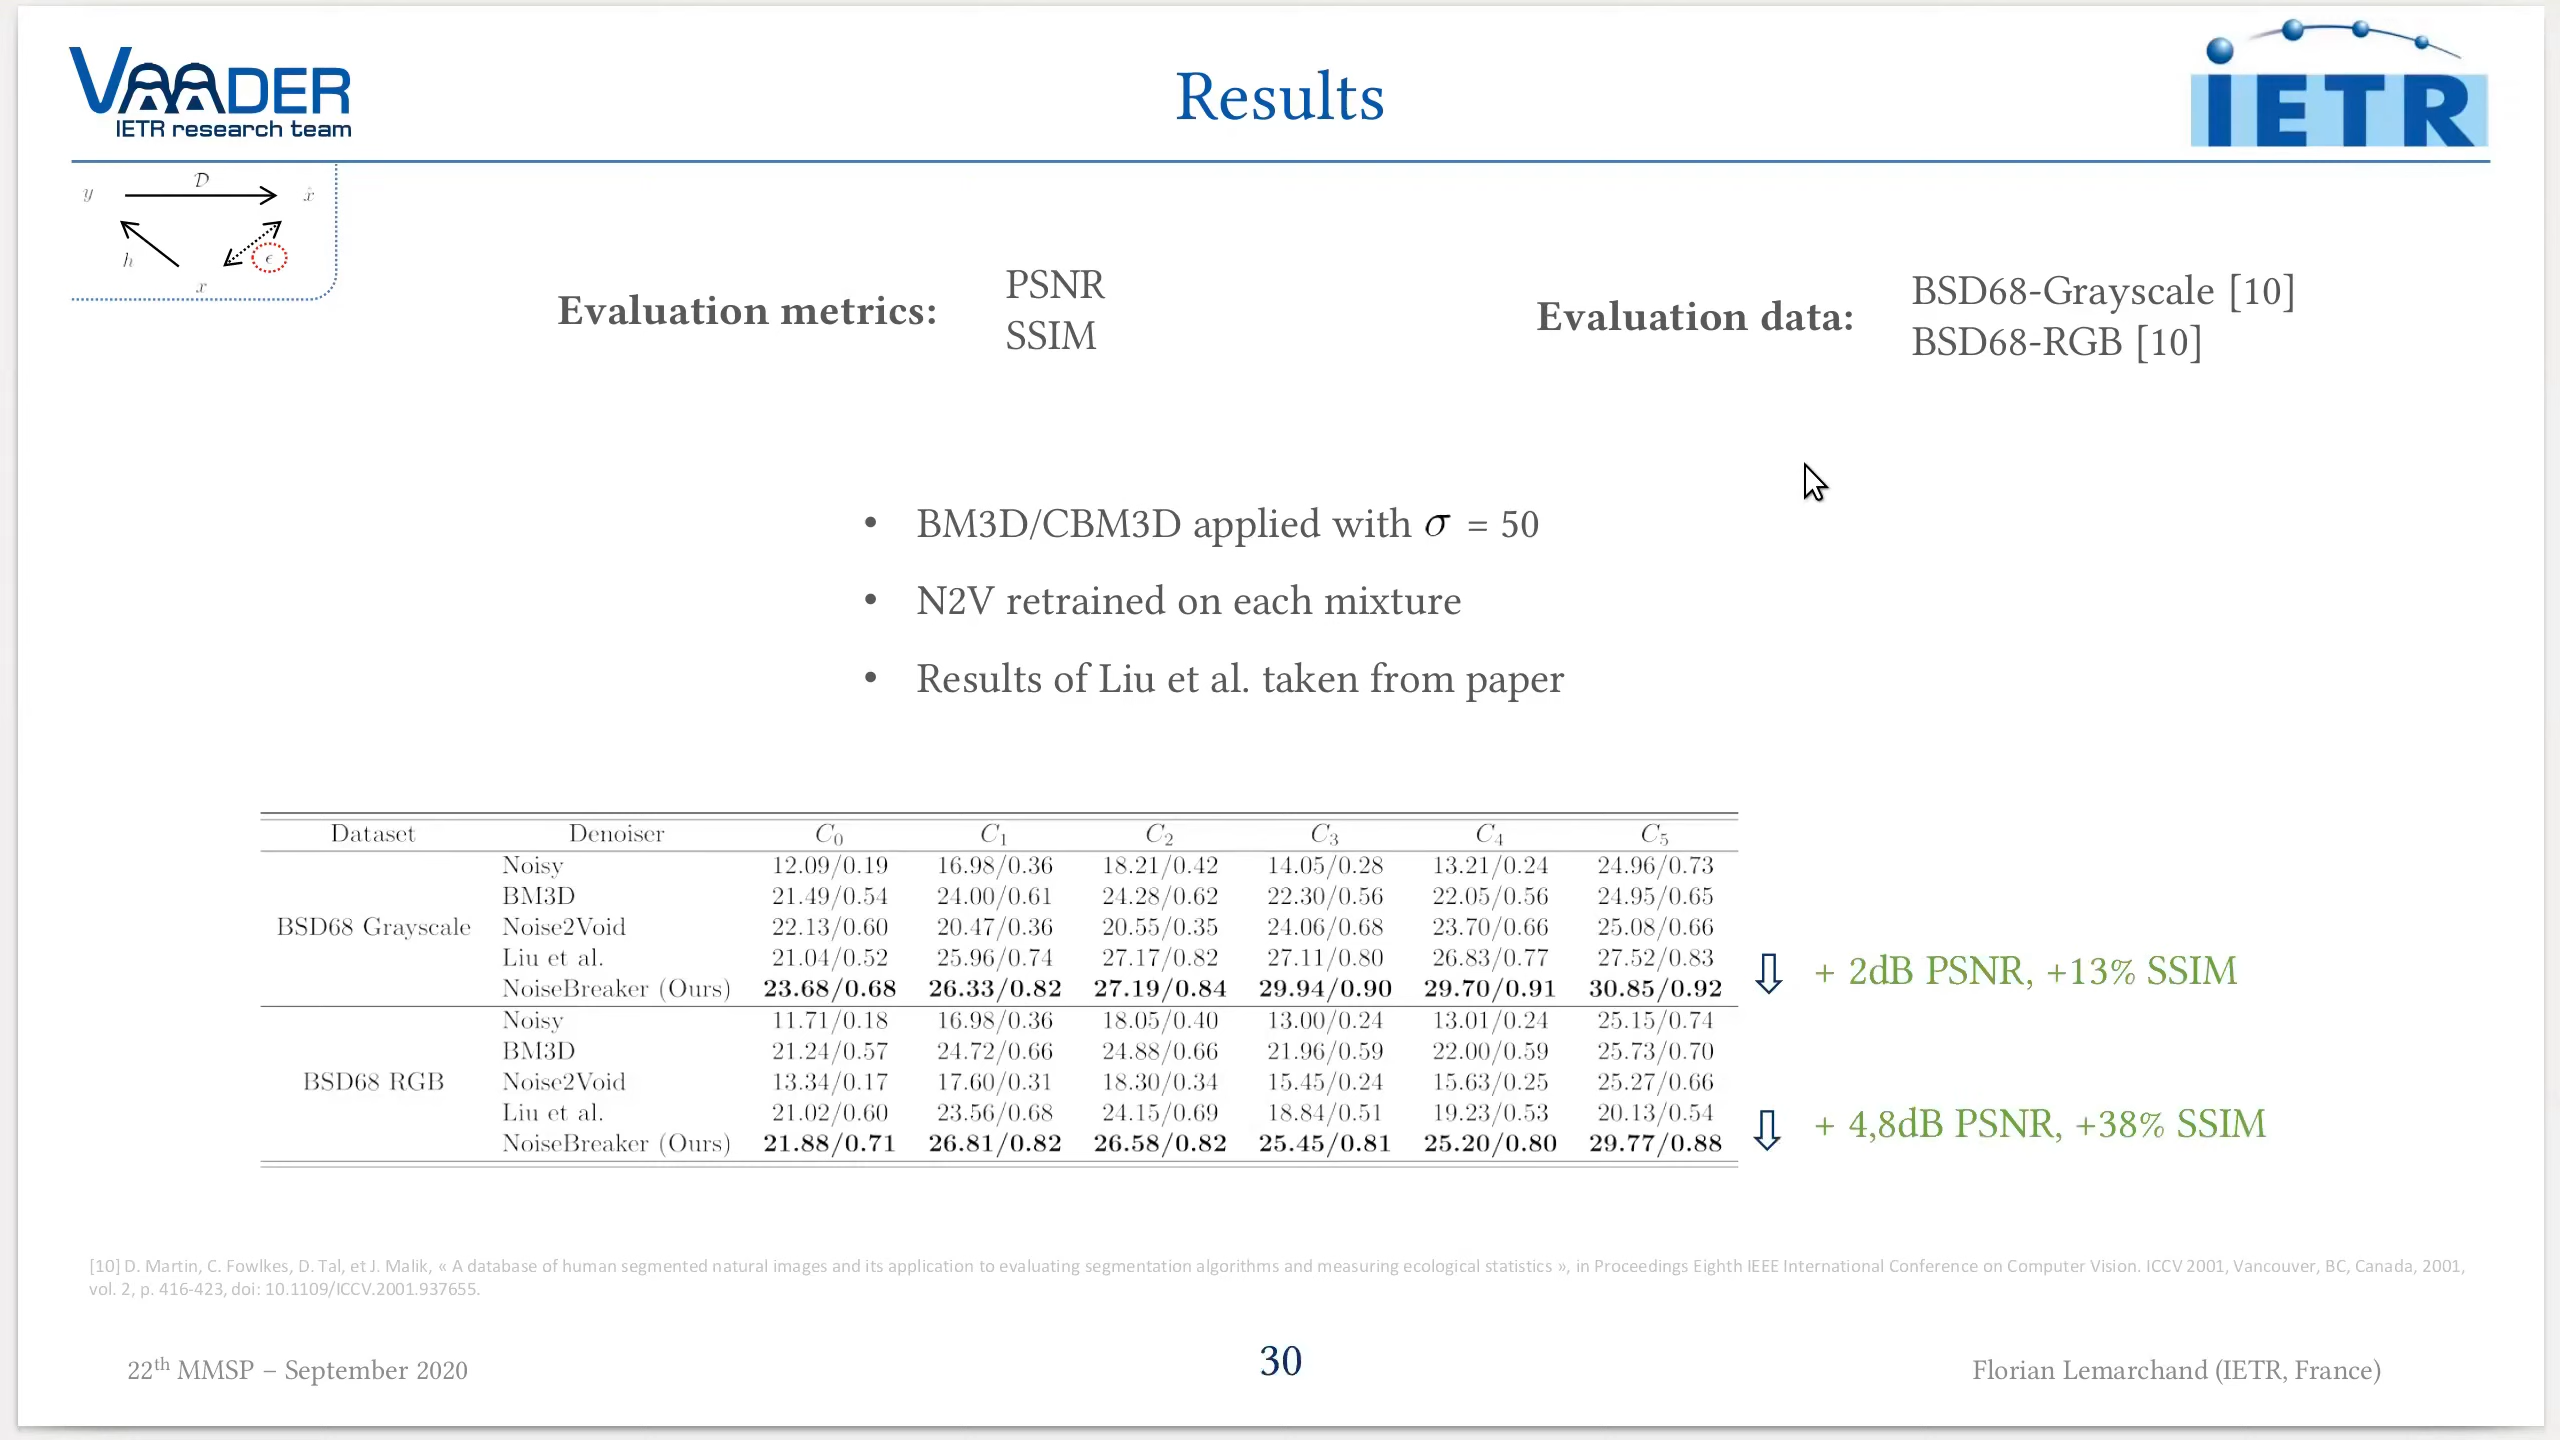 VAADER
IETR research team
Results
IETR
y 𝒟 x̂
h ϵ
x
Evaluation metrics:
PSNR
SSIM
Evaluation data:
BSD68-Grayscale [10]
BSD68-RGB [10]
• BM3D/CBM3D applied with σ = 50
• N2V retrained on each mixture
• Results of Liu et al. taken from paper
Dataset Denoiser C0 C1 C2 C3 C4 C5
Noisy 12.09/0.19 16.98/0.36 18.21/0.42 14.05/0.28 13.21/0.24 24.96/0.73
BM3D 21.49/0.54 24.00/0.61 24.28/0.62 22.30/0.56 22.05/0.56 24.95/0.65
BSD68 Grayscale Noise2Void 22.13/0.60 20.47/0.36 20.55/0.35 24.06/0.68 23.70/0.66 25.08/0.66
Liu et al. 21.04/0.52 25.96/0.74 27.17/0.82 27.11/0.80 26.83/0.77 27.52/0.83
NoiseBreaker (Ours) 23.68/0.68 26.33/0.82 27.19/0.84 29.94/0.90 29.70/0.91 30.85/0.92
+ 2dB PSNR, +13% SSIM
Noisy 11.71/0.18 16.98/0.36 18.05/0.40 13.00/0.24 13.01/0.24 25.15/0.74
BM3D 21.24/0.57 24.72/0.66 24.88/0.66 21.96/0.59 22.00/0.59 25.73/0.70
BSD68 RGB Noise2Void 13.34/0.17 17.60/0.31 18.30/0.34 15.45/0.24 15.63/0.25 25.27/0.66
Liu et al. 21.02/0.60 23.56/0.68 24.15/0.69 18.84/0.51 19.23/0.53 20.13/0.54
NoiseBreaker (Ours) 21.88/0.71 26.81/0.82 26.58/0.82 25.45/0.81 25.20/0.80 29.77/0.88
+ 4,8dB PSNR, +38% SSIM
[10] D. Martin, C. Fowlkes, D. Tal, et J. Malik, « A database of human segmented natural images and its application to evaluating segmentation algorithms and measuring ecological statistics », in Proceedings Eighth IEEE International Conference on Computer Vision. ICCV 2001, Vancouver, BC, Canada, 2001,
vol. 2, p. 416-423, doi: 10.1109/ICCV.2001.937655.
22th MMSP – September 2020
30
Florian Lemarchand (IETR, France)